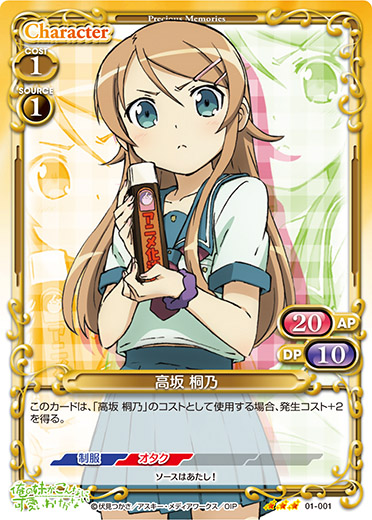 Precious Memories
Character
COST
1
SOURCE
1
アニメ化決
20 AP
DP 10
高坂 桐乃
このカードは、「高坂 桐乃」のコストとして使用する場合、発生コスト+2
を得る。
制服 オタク
ソースはあたし!
俺の妹がこんなに
可愛いわけがない
©伏見つかさ/アスキー・メディアワークス/OIP
01-001